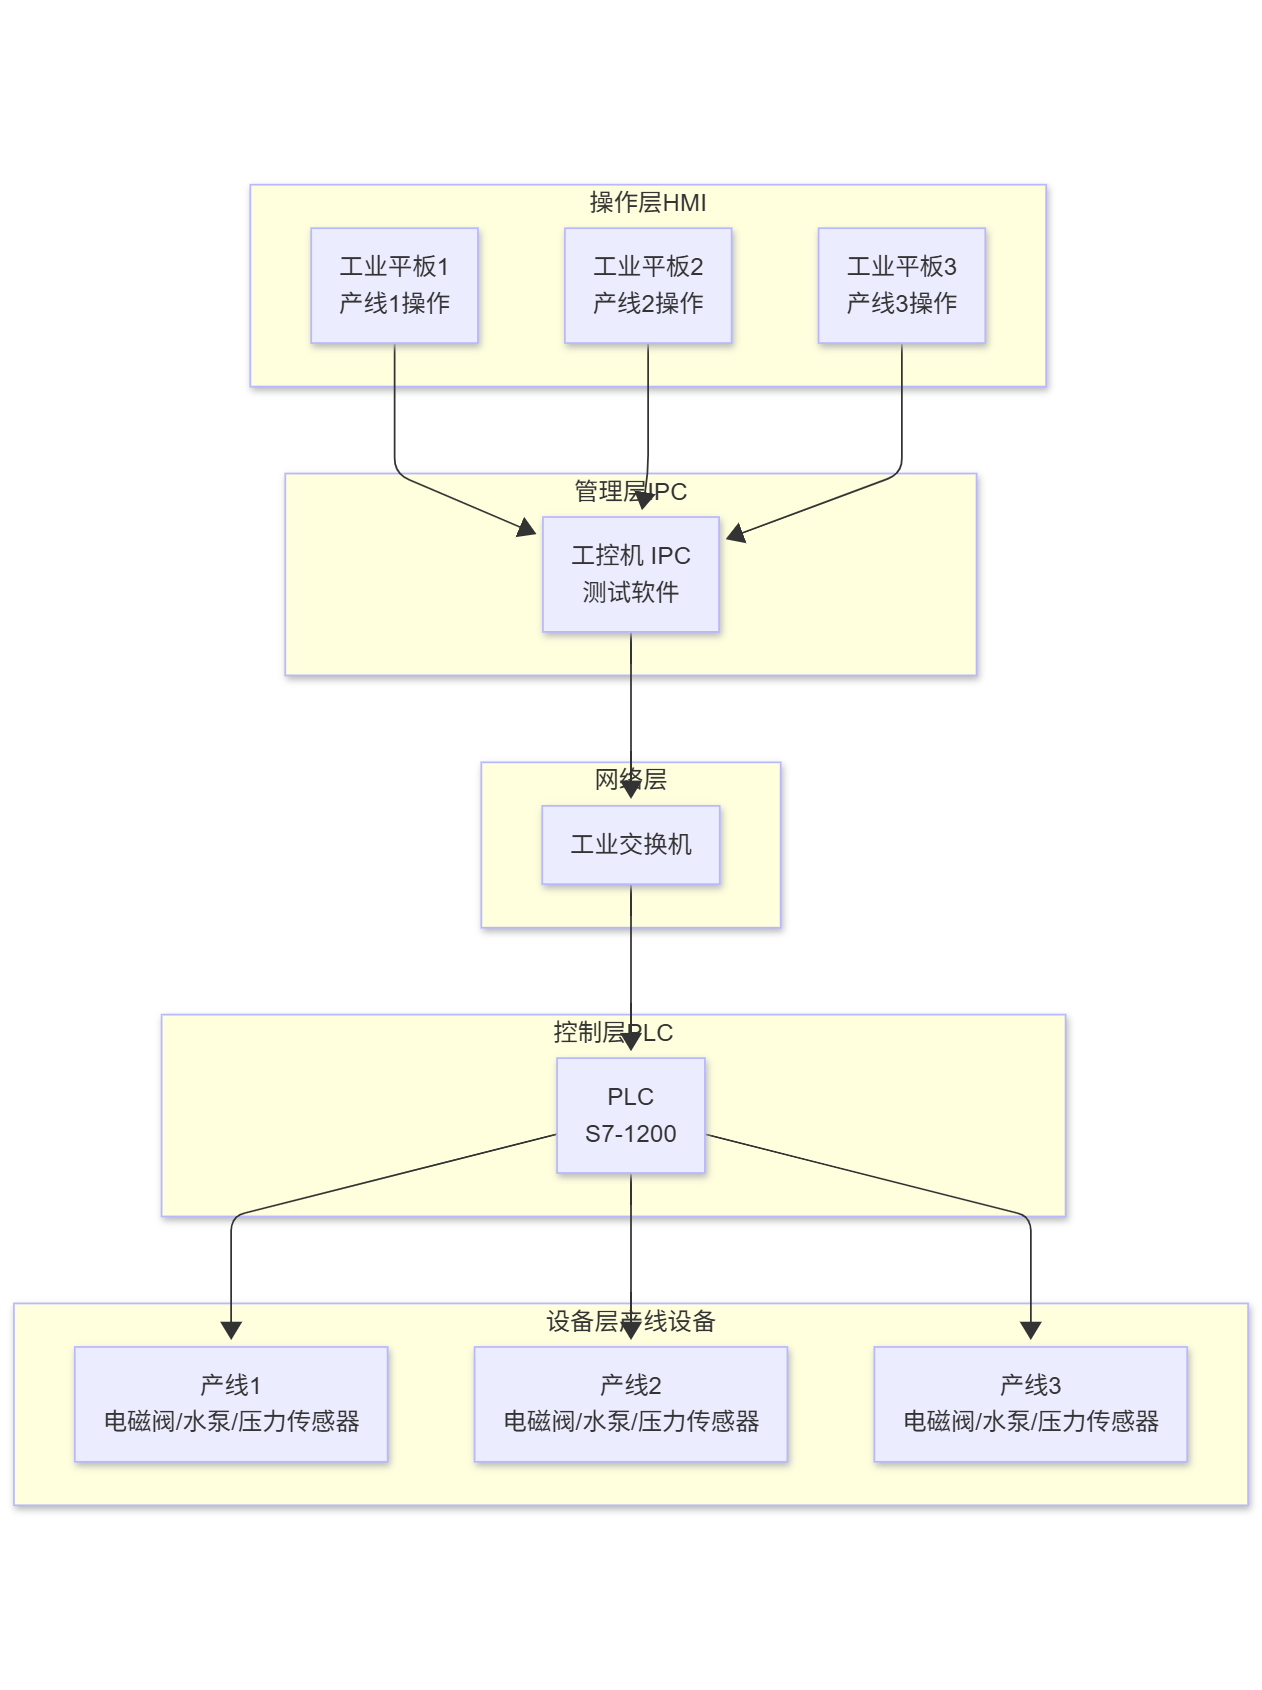 操作层HMI
工业平板1
产线1操作
工业平板2
产线2操作
工业平板3
产线3操作
管理层IPC
工控机 IPC
测试软件
网络层
工业交换机
控制层PLC
PLC
S7-1200
设备层产线设备
产线1
电磁阀/水泵/压力传感器
产线2
电磁阀/水泵/压力传感器
产线3
电磁阀/水泵/压力传感器